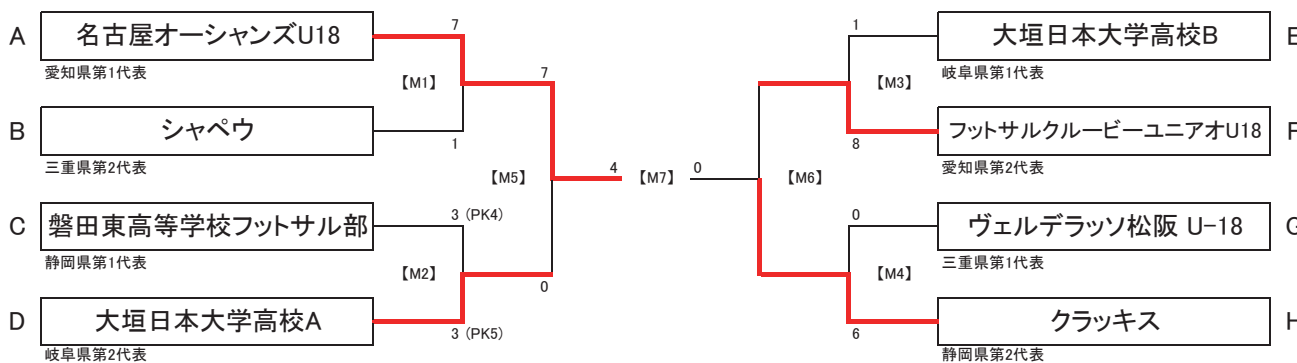 A 名古屋オーシャンズU18
愛知県第1代表
B シャペウ
三重県第2代表
C 磐田東高等学校フットサル部
静岡県第1代表
D 大垣日本大学高校A
岐阜県第2代表
7
【M1】
1
3 (PK4)
【M2】
3 (PK5)
7
【M5】
0
4 【M7】 0
【M6】
1
【M3】
8
0
【M4】
6
大垣日本大学高校B E
岐阜県第1代表
フットサルクルービーユニアオU18 F
愛知県第2代表
ヴェルデラッソ松阪 U-18 G
三重県第1代表
クラッキス H
静岡県第2代表